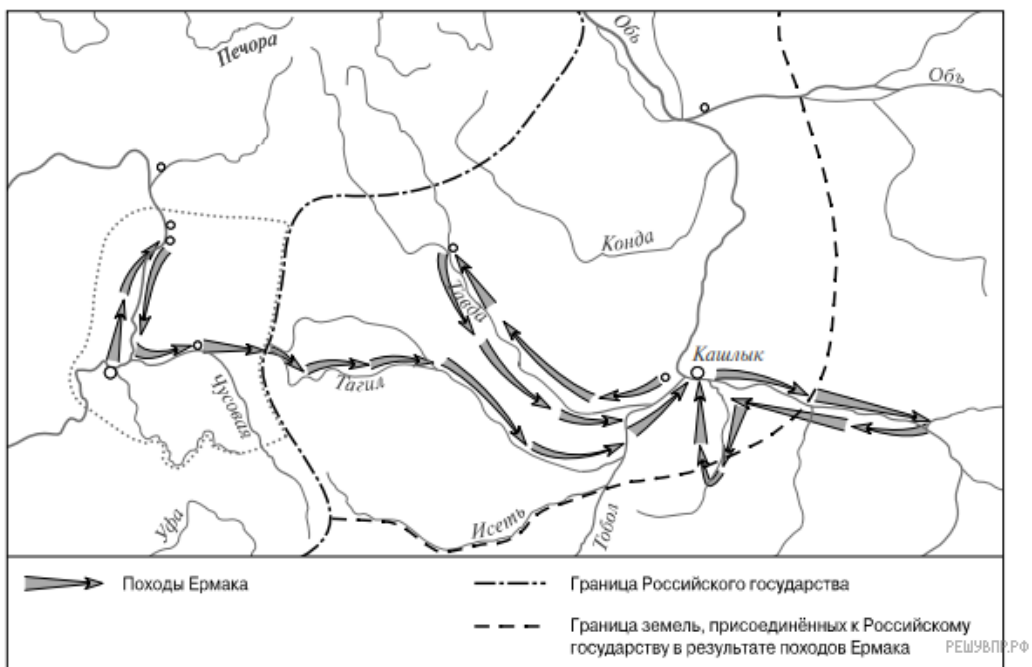 Печора
Обь
Обь
Конда
Тавда
Кашлык
Тагил
Чусовая
Уфа
Исеть
Тобол
Походы Ермака
Граница Российского государства
Граница земель, присоединённых к Российскому
государству в результате походов Ермака
РЕШУВПР.РФ